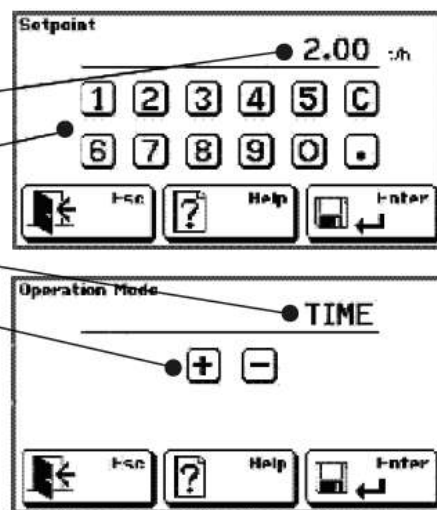 Setpoint
2.00 t/h
1 2 3 4 5 C
6 7 8 9 0 .
Esc Help Enter
Operation Mode
TIME
+ -
Esc Help Enter